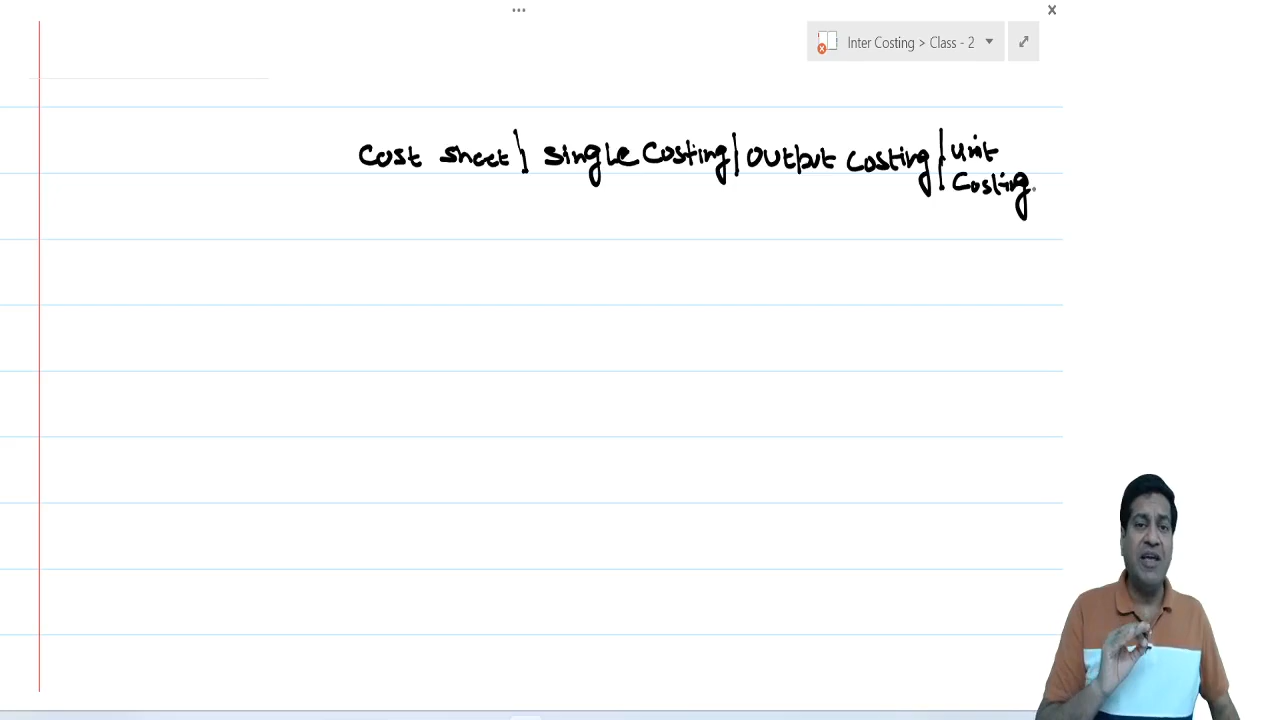 Inter Costing > Class - 2
Cost sheet | Single Costing | Output Costing | Unit
Costing